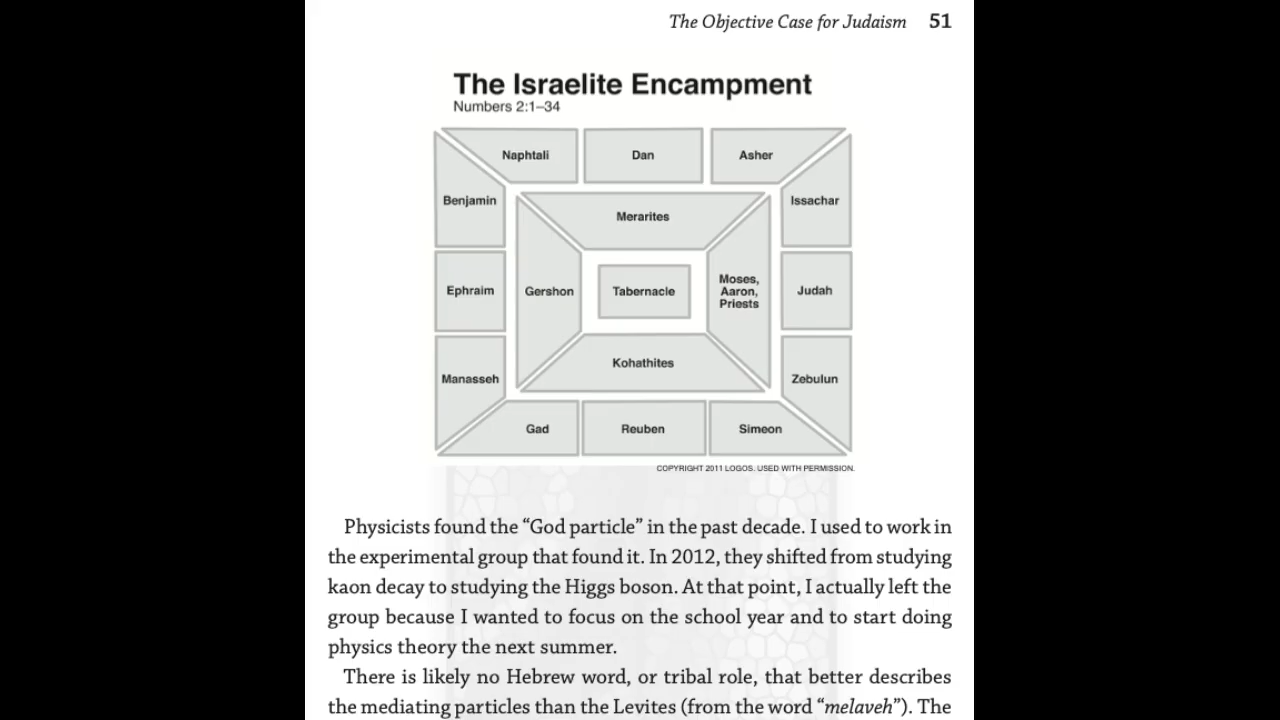 The Objective Case for Judaism 51
The Israelite Encampment
Numbers 2:1–34
Naphtali
Dan
Asher
Benjamin
Issachar
Merarites
Ephraim
Gershon
Tabernacle
Moses,
Aaron,
Priests
Judah
Kohathites
Manasseh
Zebulun
Gad
Reuben
Simeon
COPYRIGHT 2011 LOGOS. USED WITH PERMISSION.
Physicists found the “God particle” in the past decade. I used to work in
the experimental group that found it. In 2012, they shifted from studying
kaon decay to studying the Higgs boson. At that point, I actually left the
group because I wanted to focus on the school year and to start doing
physics theory the next summer.
There is likely no Hebrew word, or tribal role, that better describes
the mediating particles than the Levites (from the word “melaveh”). The